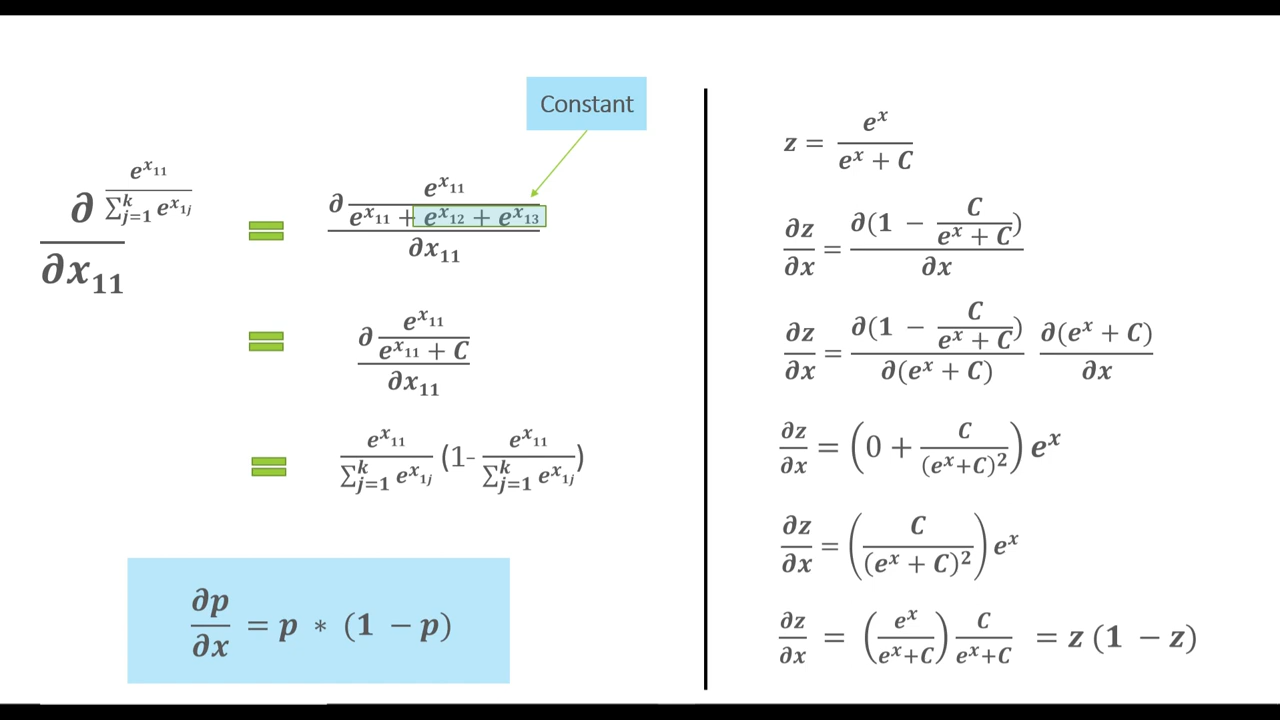 Constant
∂ (e^{x_{11}} / Σ_{j=1}^{k} e^{x_{1j}}) / ∂x_{11} = ∂ (e^{x_{11}} / (e^{x_{11}} + e^{x_{12}} + e^{x_{13}})) / ∂x_{11}
= ∂ (e^{x_{11}} / (e^{x_{11}} + C)) / ∂x_{11}
= e^{x_{11}} / Σ_{j=1}^{k} e^{x_{1j}} (1- e^{x_{11}} / Σ_{j=1}^{k} e^{x_{1j}})
∂p/∂x = p * (1 − p)
z = e^x / (e^x + C)
∂z/∂x = ∂(1 − C/(e^x + C)) / ∂x
∂z/∂x = ∂(1 − C/(e^x + C)) / ∂(e^x + C) ∂(e^x + C) / ∂x
∂z/∂x = (0 + C/(e^x+C)^2) e^x
∂z/∂x = (C/(e^x + C)^2) e^x
∂z/∂x = (e^x/(e^x+C)) C/(e^x+C) = z (1 − z)